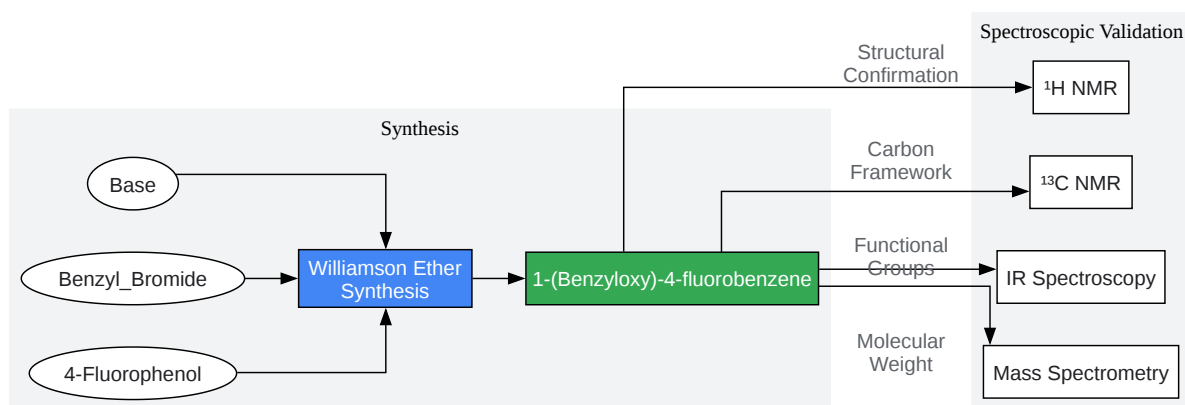 Spectroscopic Validation
Structural
Confirmation
¹H NMR
Synthesis
Base
Carbon
Framework
¹³C NMR
Benzyl_Bromide
Williamson Ether
Synthesis
1-(Benzyloxy)-4-fluorobenzene
Functional
Groups
IR Spectroscopy
4-Fluorophenol
Molecular
Weight
Mass Spectrometry